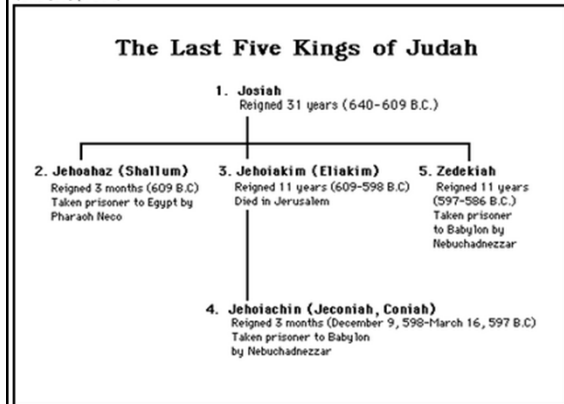 The Last Five Kings of Judah
1. Josiah
Reigned 31 years (640-609 B.C.)
2. Jehoahaz (Shallum)
Reigned 3 months (609 B.C)
Taken prisoner to Egypt by
Pharaoh Neco
3. Jehoiakim (Eliakim)
Reigned 11 years (609-598 B.C)
Died in Jerusalem
5. Zedekiah
Reigned 11 years
(597-586 B.C.)
Taken prisoner
to Babylon by
Nebuchadnezzar
4. Jehoiachin (Jeconiah, Coniah)
Reigned 3 months (December 9, 598-March 16, 597 B.C)
Taken prisoner to Babylon
by Nebuchadnezzar